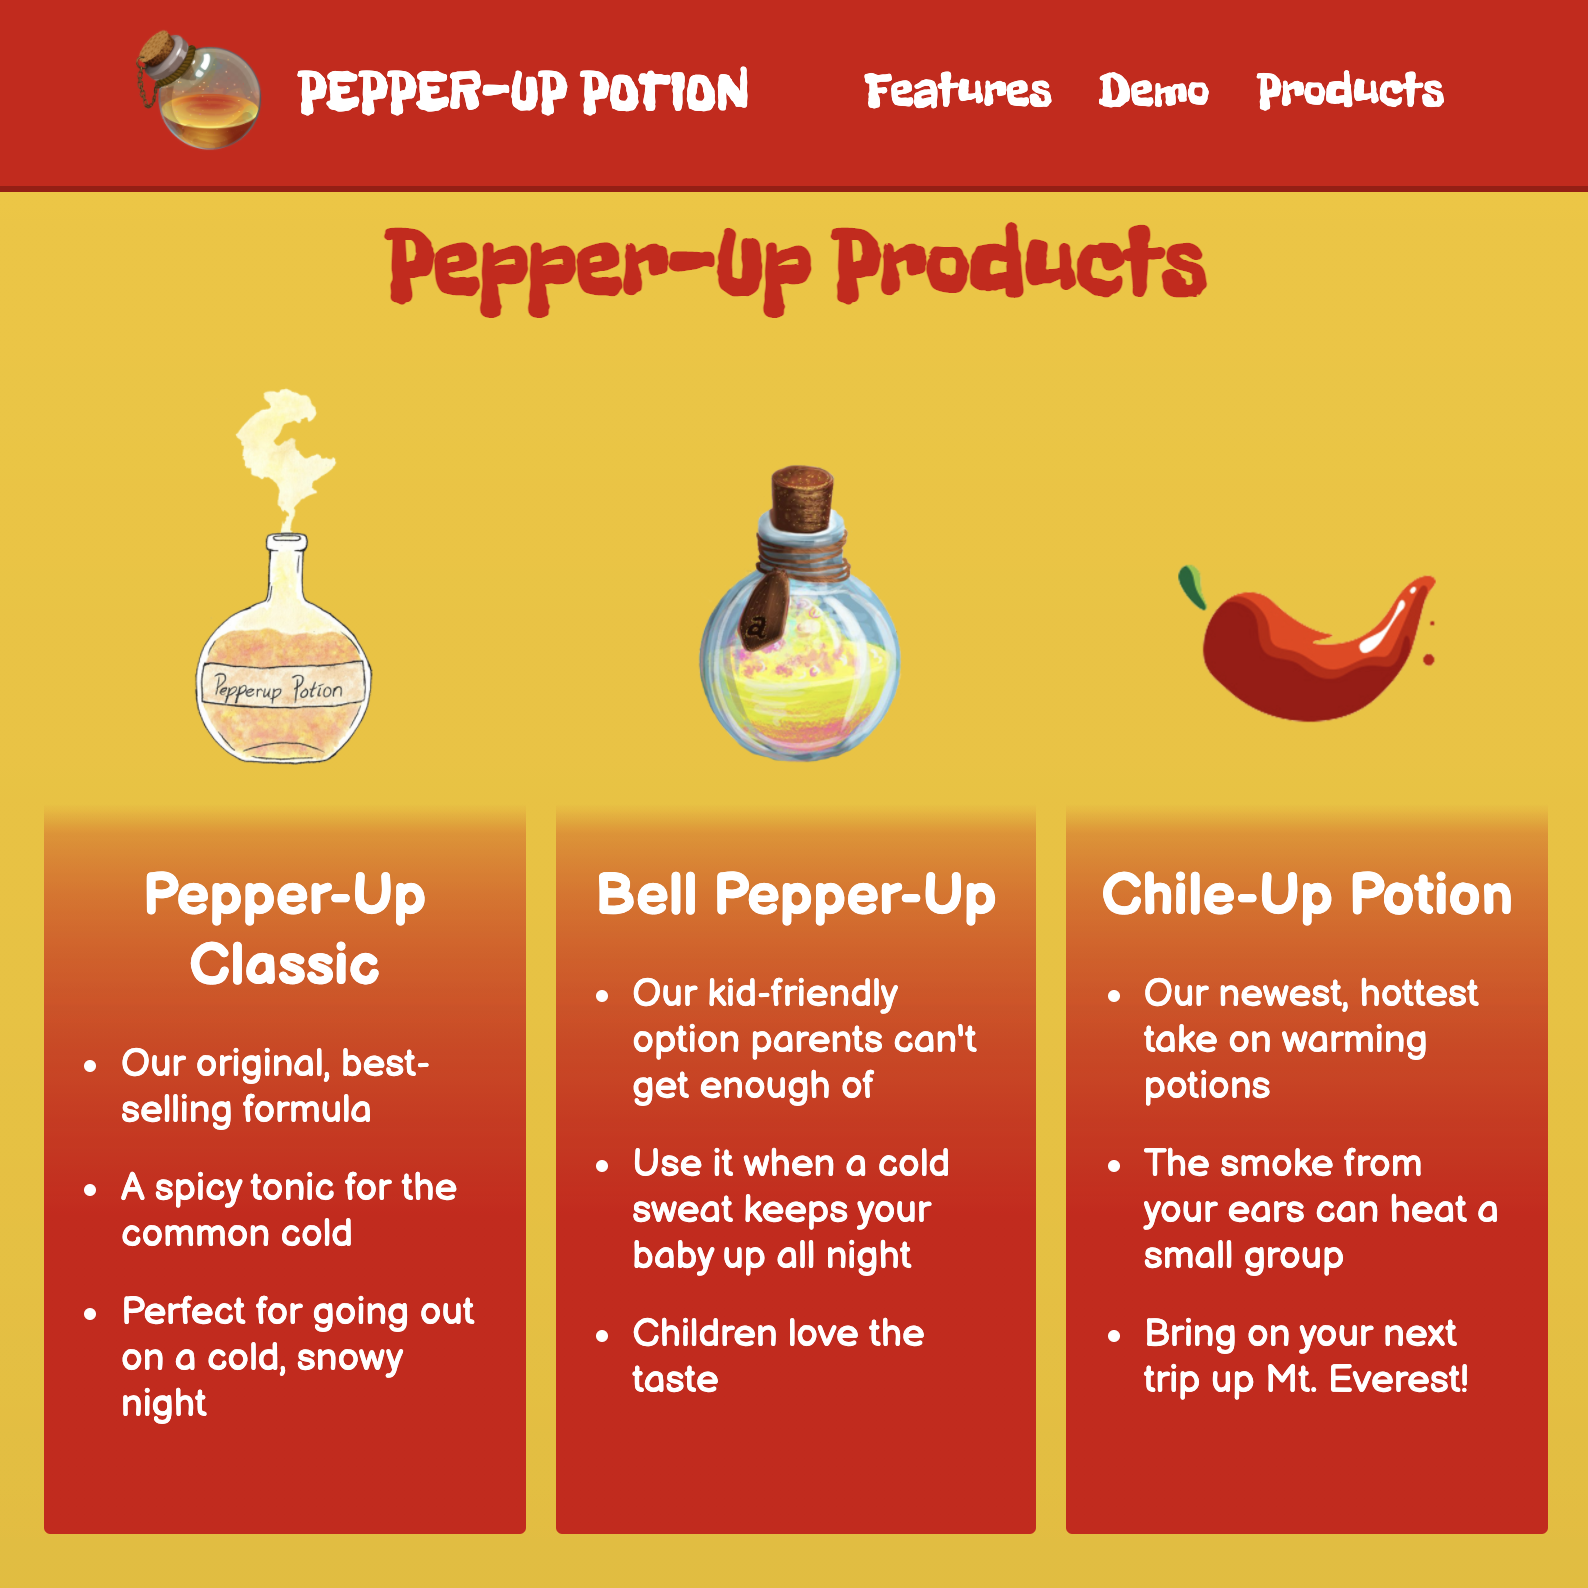 PEPPER-UP POTION
Features Demo Products
Pepper-Up Products
Pepperup Potion
a
Pepper-Up
Classic
• Our original, best-
selling formula
• A spicy tonic for the
common cold
• Perfect for going out
on a cold, snowy
night
Bell Pepper-Up
• Our kid-friendly
option parents can't
get enough of
• Use it when a cold
sweat keeps your
baby up all night
• Children love the
taste
Chile-Up Potion
• Our newest, hottest
take on warming
potions
• The smoke from
your ears can heat a
small group
• Bring on your next
trip up Mt. Everest!